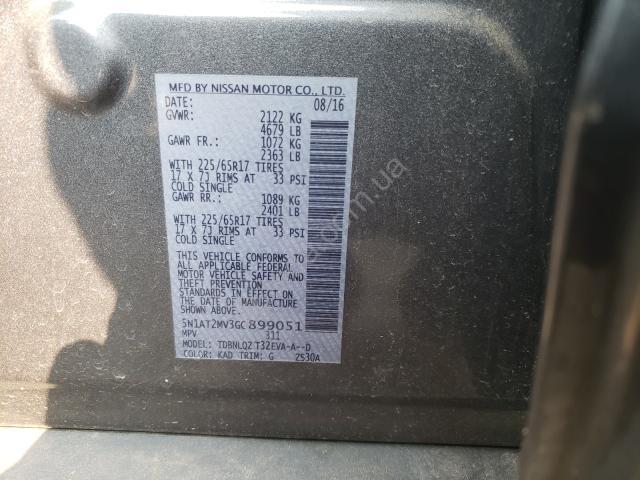 MFD BY NISSAN MOTOR CO., LTD.
DATE: 08/16
GVWR: 2122 KG
4679 LB
GAWR FR.: 1072 KG
2363 LB
WITH 225/65R17 TIRES
17 X 7J RIMS AT 33 PSI
COLD SINGLE
GAWR RR.: 1089 KG
2401 LB
WITH 225/65R17 TIRES
17 X 7J RIMS AT 33 PSI
COLD SINGLE
THIS VEHICLE CONFORMS TO
ALL APPLICABLE FEDERAL
MOTOR VEHICLE SAFETY AND
THEFT PREVENTION
STANDARDS IN EFFECT ON
THE DATE OF MANUFACTURE
SHOWN ABOVE.
5N1AT2MV3GC899051
MPV 311
MODEL: TDBNLQZ T32EVA-A--D
COLOR: KAD TRIM: G 2530A